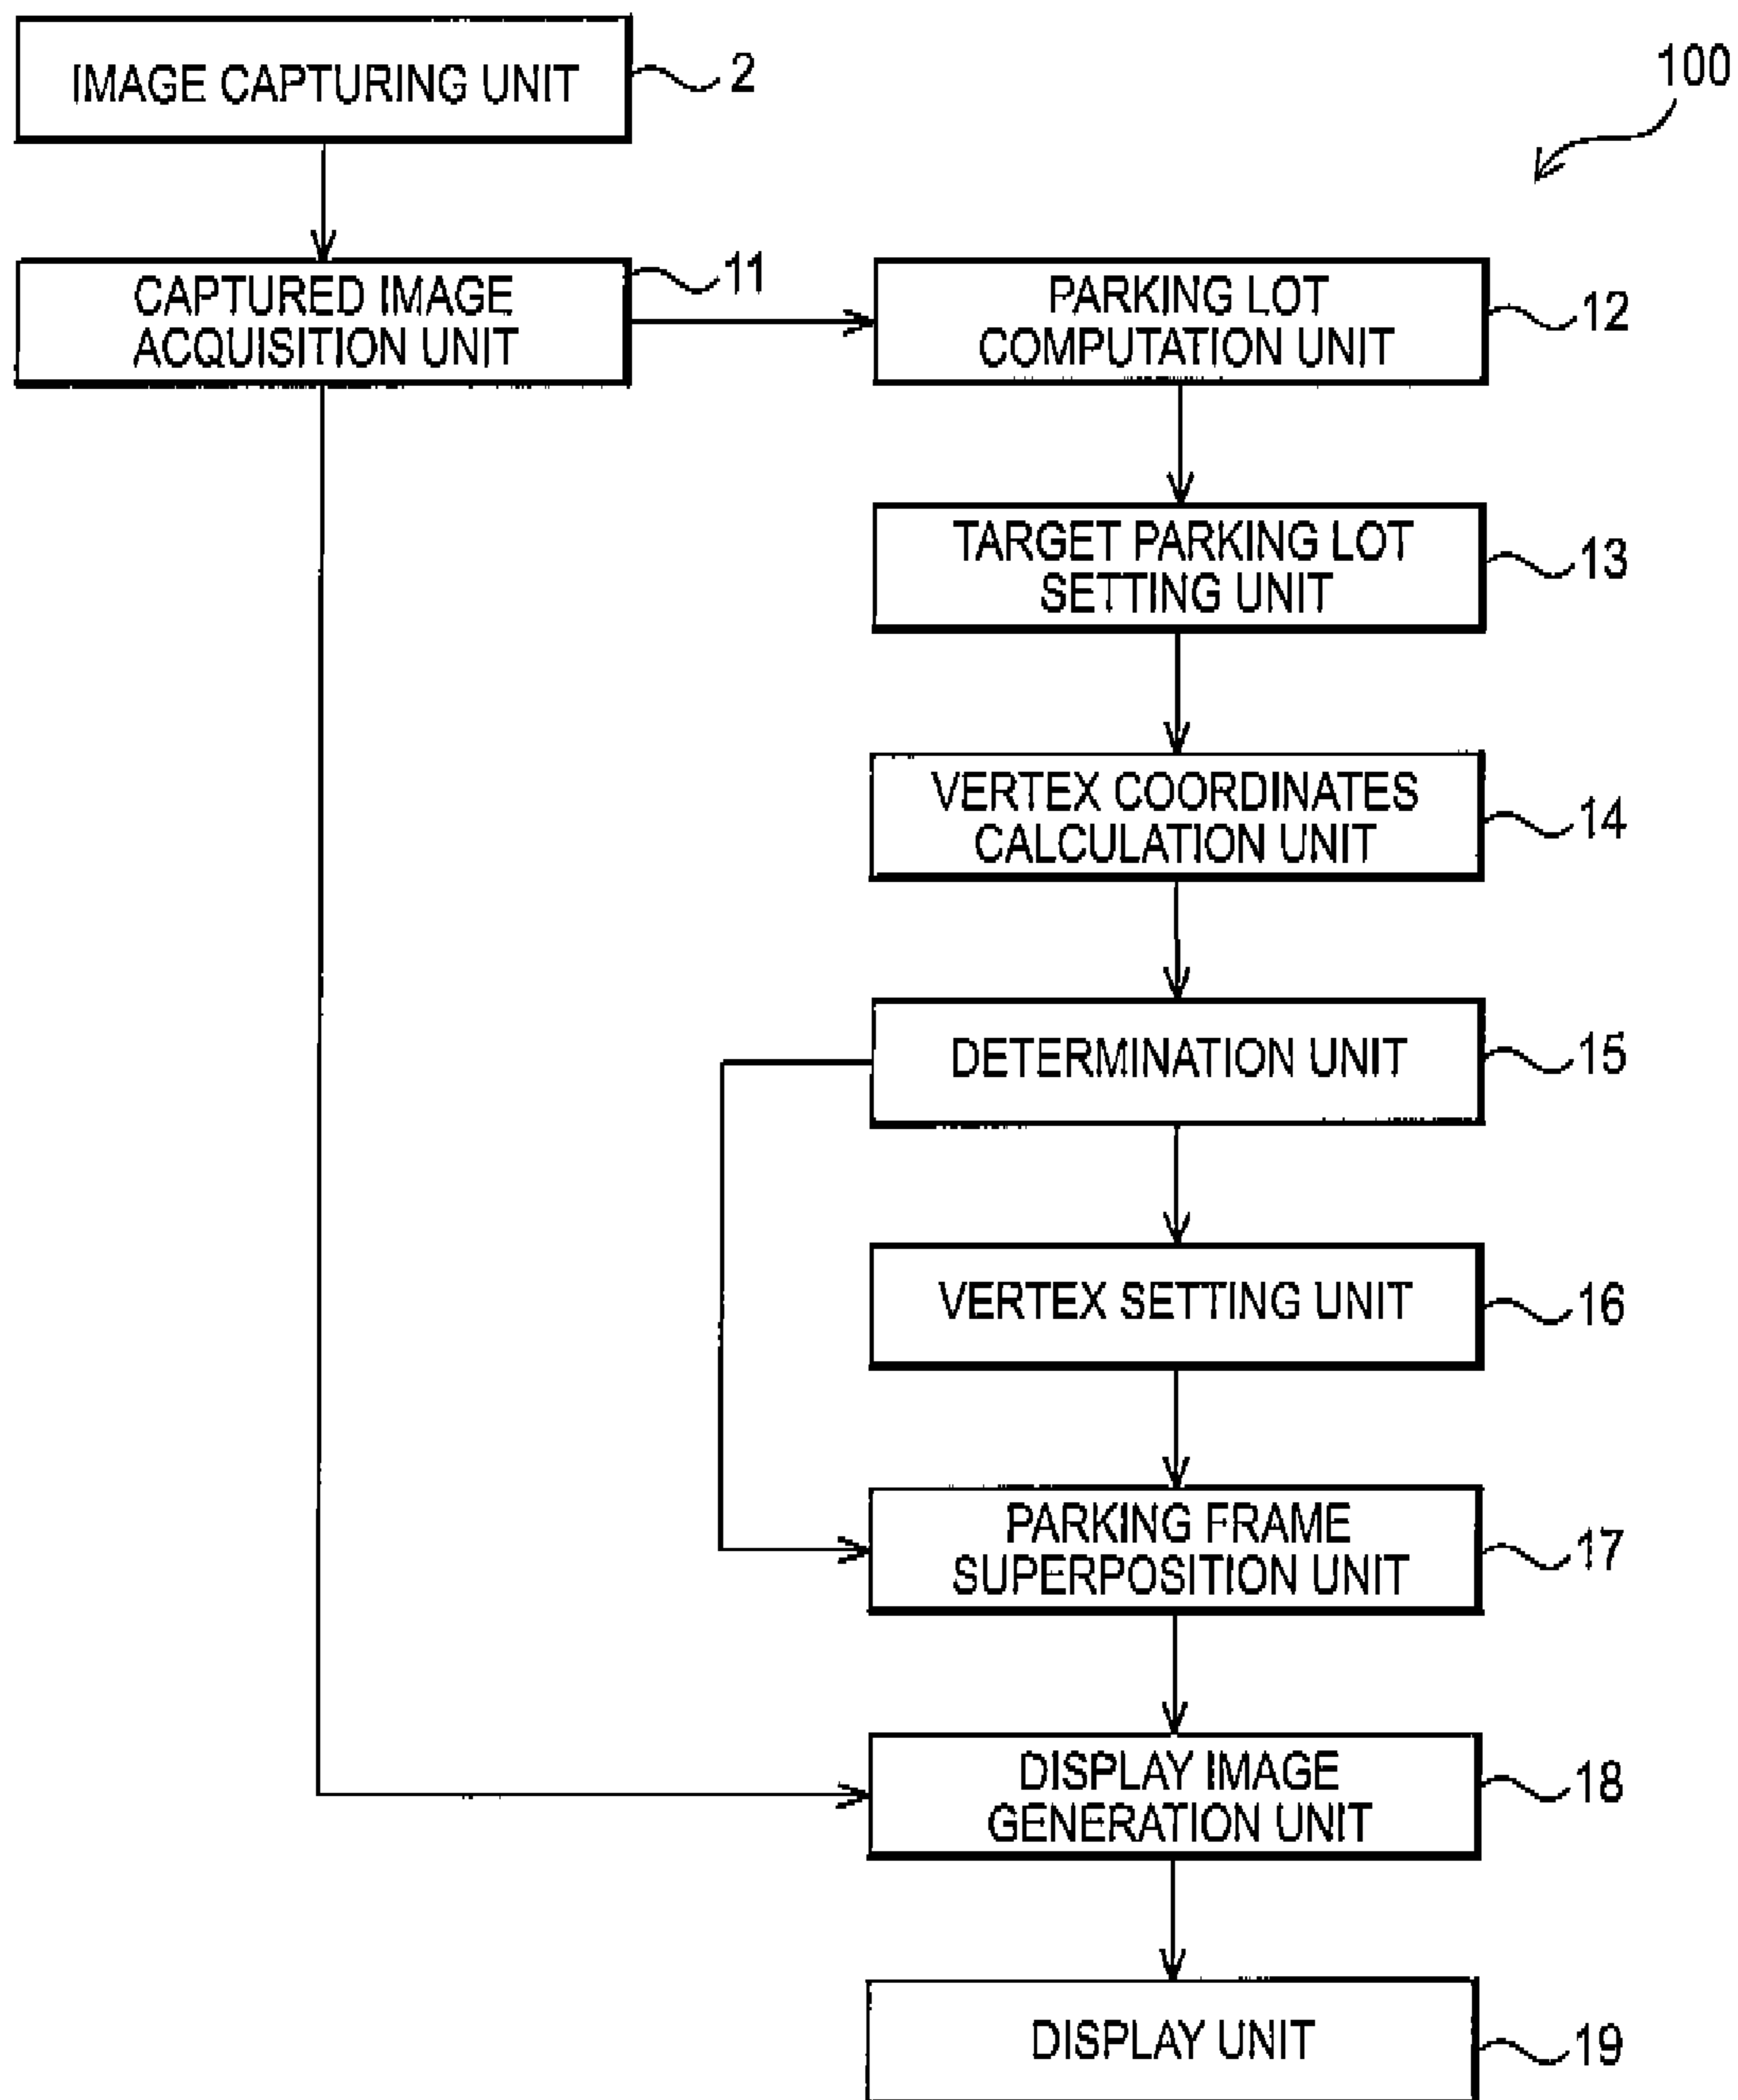 IMAGE CAPTURING UNIT
2
100
CAPTURED IMAGE
ACQUISITION UNIT
11
PARKING LOT
COMPUTATION UNIT
12
TARGET PARKING LOT
SETTING UNIT
13
VERTEX COORDINATES
CALCULATION UNIT
14
DETERMINATION UNIT
15
VERTEX SETTING UNIT
16
PARKING FRAME
SUPERPOSITION UNIT
17
DISPLAY IMAGE
GENERATION UNIT
18
DISPLAY UNIT
19